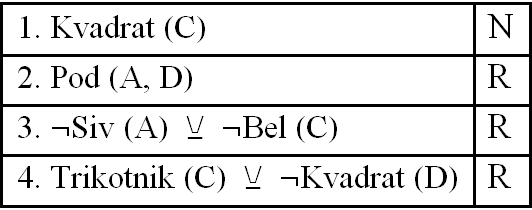 1. Kvadrat (C) N
2. Pod (A, D) R
3. ¬Siv (A) ⊻ ¬Bel (C) R
4. Trikotnik (C) ⊻ ¬Kvadrat (D) R